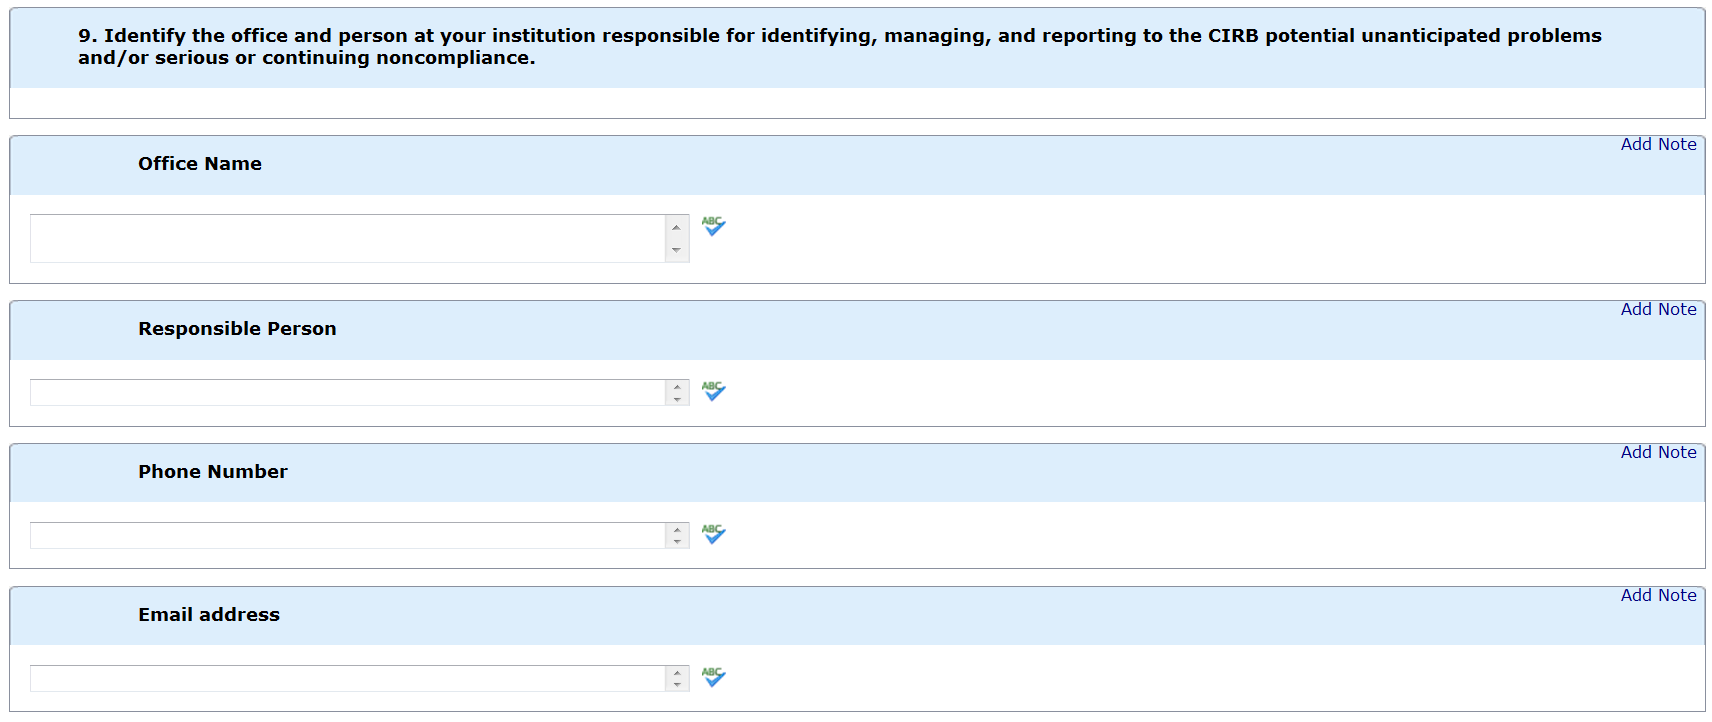 9. Identify the office and person at your institution responsible for identifying, managing, and reporting to the CIRB potential unanticipated problems
and/or serious or continuing noncompliance.
Add Note
Office Name
ABC
Add Note
Responsible Person
ABC
Add Note
Phone Number
ABC
Add Note
Email address
ABC